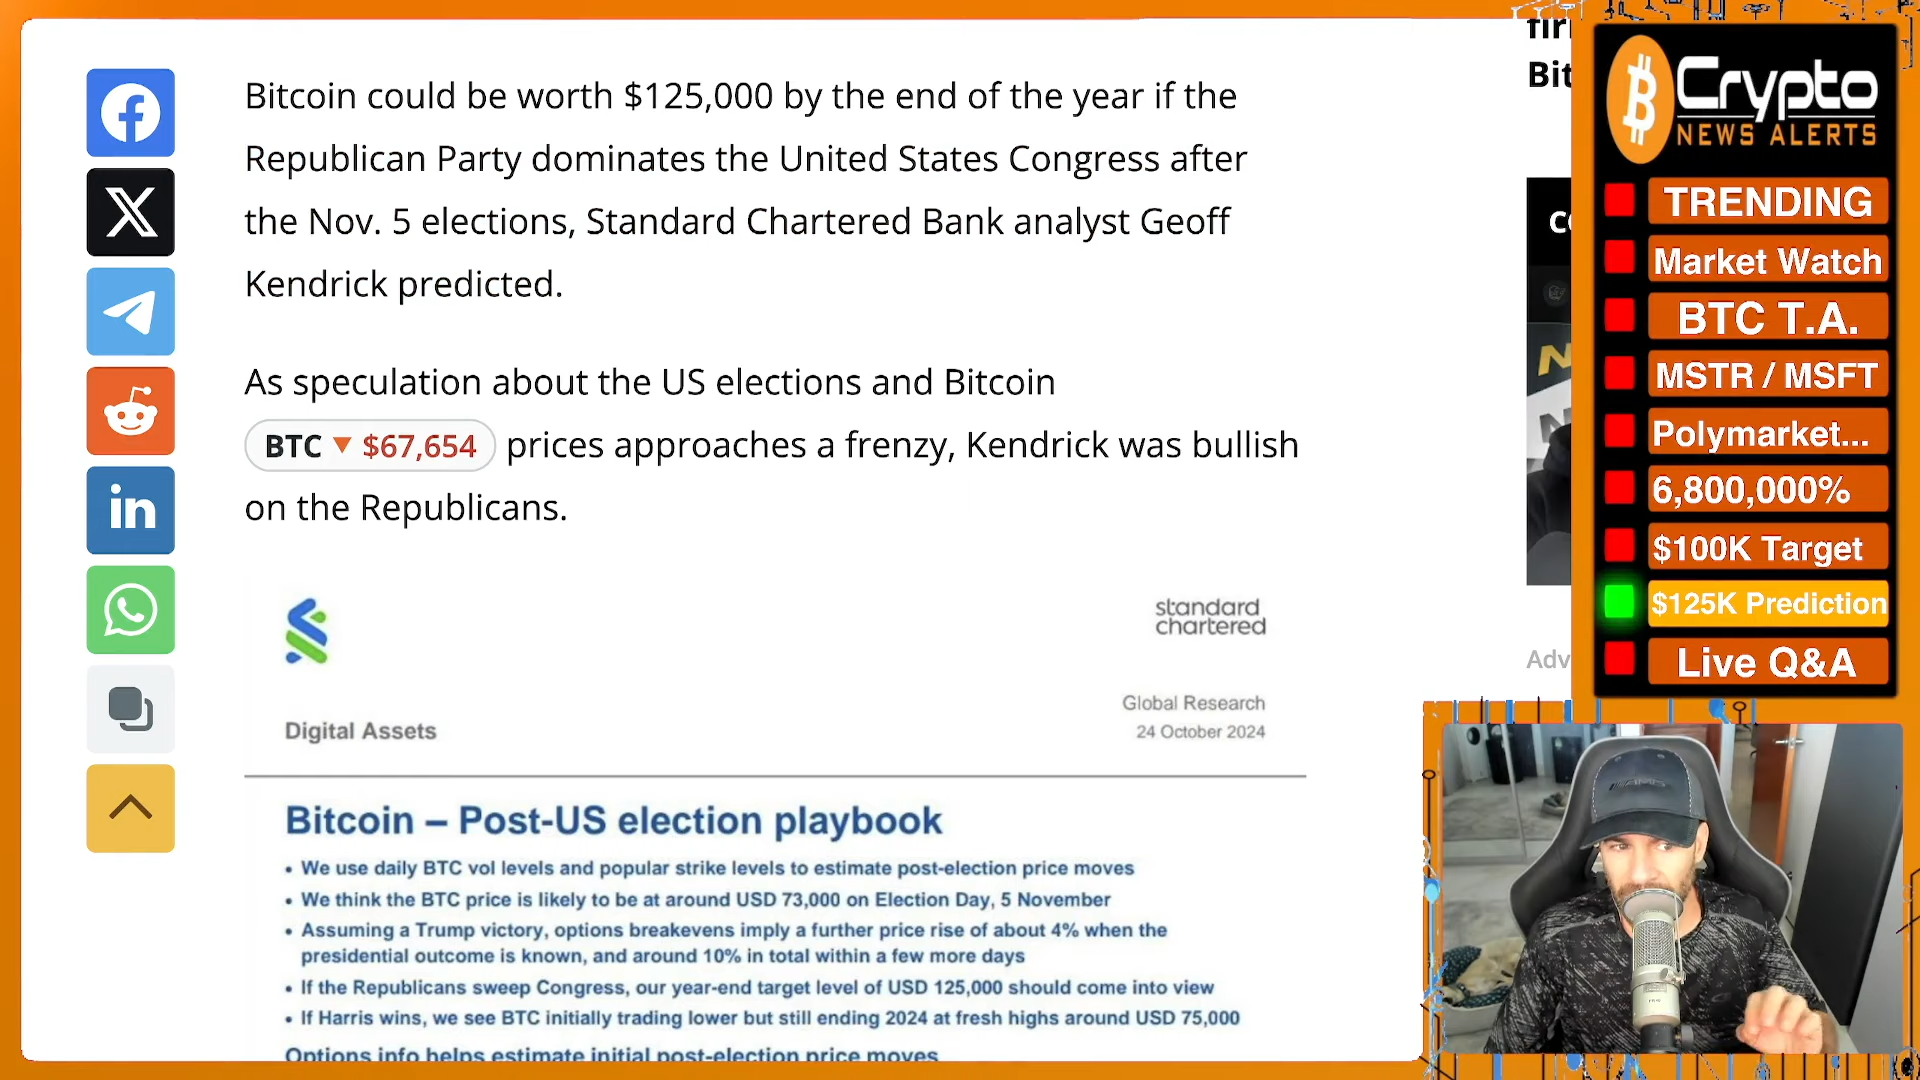 Bitcoin could be worth $125,000 by the end of the year if the
Republican Party dominates the United States Congress after
the Nov. 5 elections, Standard Chartered Bank analyst Geoff
Kendrick predicted.
As speculation about the US elections and Bitcoin
BTC ▼ $67,654 prices approaches a frenzy, Kendrick was bullish
on the Republicans.
standard
chartered
Global Research
Digital Assets
24 October 2024
Bitcoin – Post-US election playbook
• We use daily BTC vol levels and popular strike levels to estimate post-election price moves
• We think the BTC price is likely to be at around USD 73,000 on Election Day, 5 November
• Assuming a Trump victory, options breakevens imply a further price rise of about 4% when the
presidential outcome is known, and around 10% in total within a few more days
• If the Republicans sweep Congress, our year-end target level of USD 125,000 should come into view
• If Harris wins, we see BTC initially trading lower but still ending 2024 at fresh highs around USD 75,000
Options info helps estimate initial post-election price moves
Bit
Adv
Crypto
NEWS ALERTS
TRENDING
Market Watch
BTC T.A.
MSTR / MSFT
Polymarket...
6,800,000%
$100K Target
$125K Prediction
Live Q&A